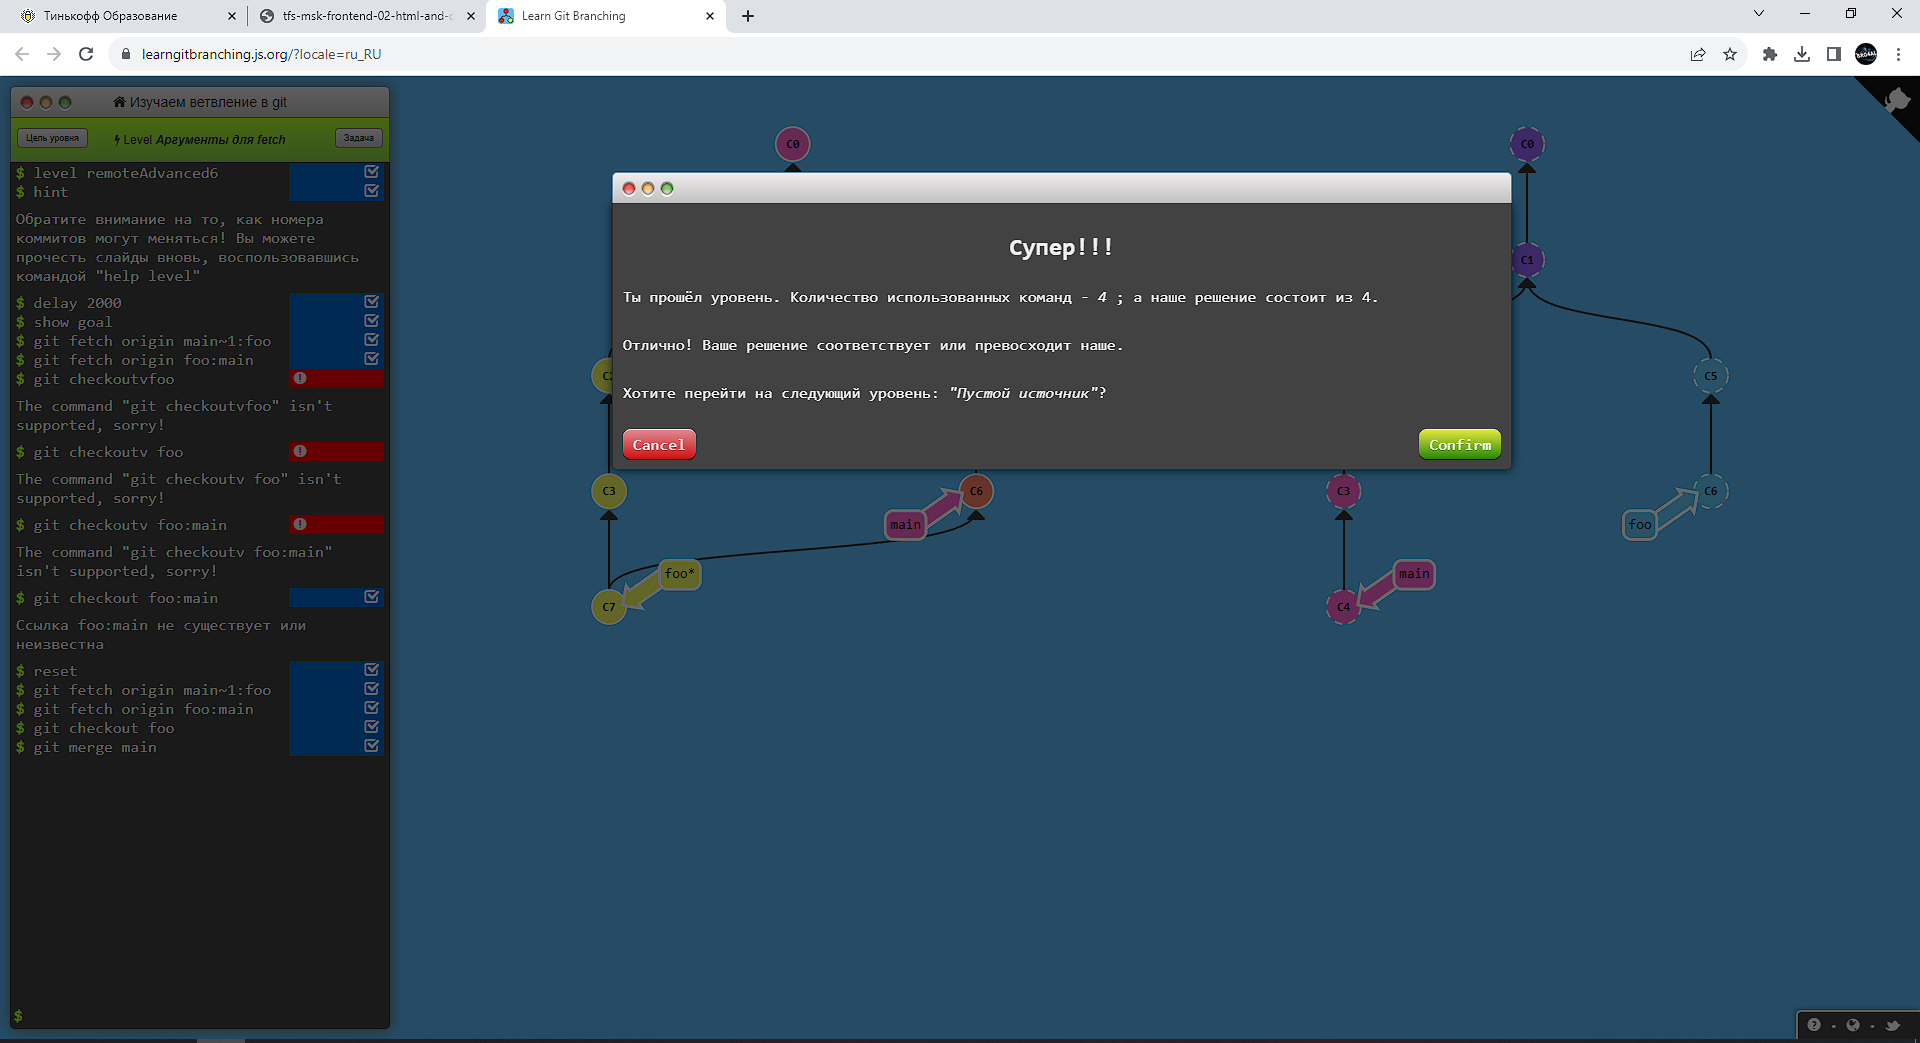 Тинькофф Образование
tfs-msk-frontend-02-html-and-c
Learn Git Branching
learngitbranching.js.org/?locale=ru_RU
Изучаем ветвление в git
Цель уровня
Level Аргументы для fetch
Задача
$ level remoteAdvanced6
$ hint
Обратите внимание на то, как номера
коммитов могут меняться! Вы можете
прочесть слайды вновь, воспользовавшись
командой "help level"
$ delay 2000
$ show goal
$ git fetch origin main~1:foo
$ git fetch origin foo:main
$ git checkoutvfoo
The command "git checkoutvfoo" isn't
supported, sorry!
$ git checkoutv foo
The command "git checkoutv foo" isn't
supported, sorry!
$ git checkoutv foo:main
The command "git checkoutv foo:main"
isn't supported, sorry!
$ git checkout foo:main
Ссылка foo:main не существует или
неизвестна
$ reset
$ git fetch origin main~1:foo
$ git fetch origin foo:main
$ git checkout foo
$ git merge main
$
C0
Супер!!!
Ты прошёл уровень. Количество использованных команд - 4 ; а наше решение состоит из 4.
Отлично! Ваше решение соответствует или превосходит наше.
Хотите перейти на следующий уровень: "Пустой источник"?
Cancel
Confirm
C3
C6
main
foo*
C7
C0
C1
C5
C3
C6
foo
main
C4